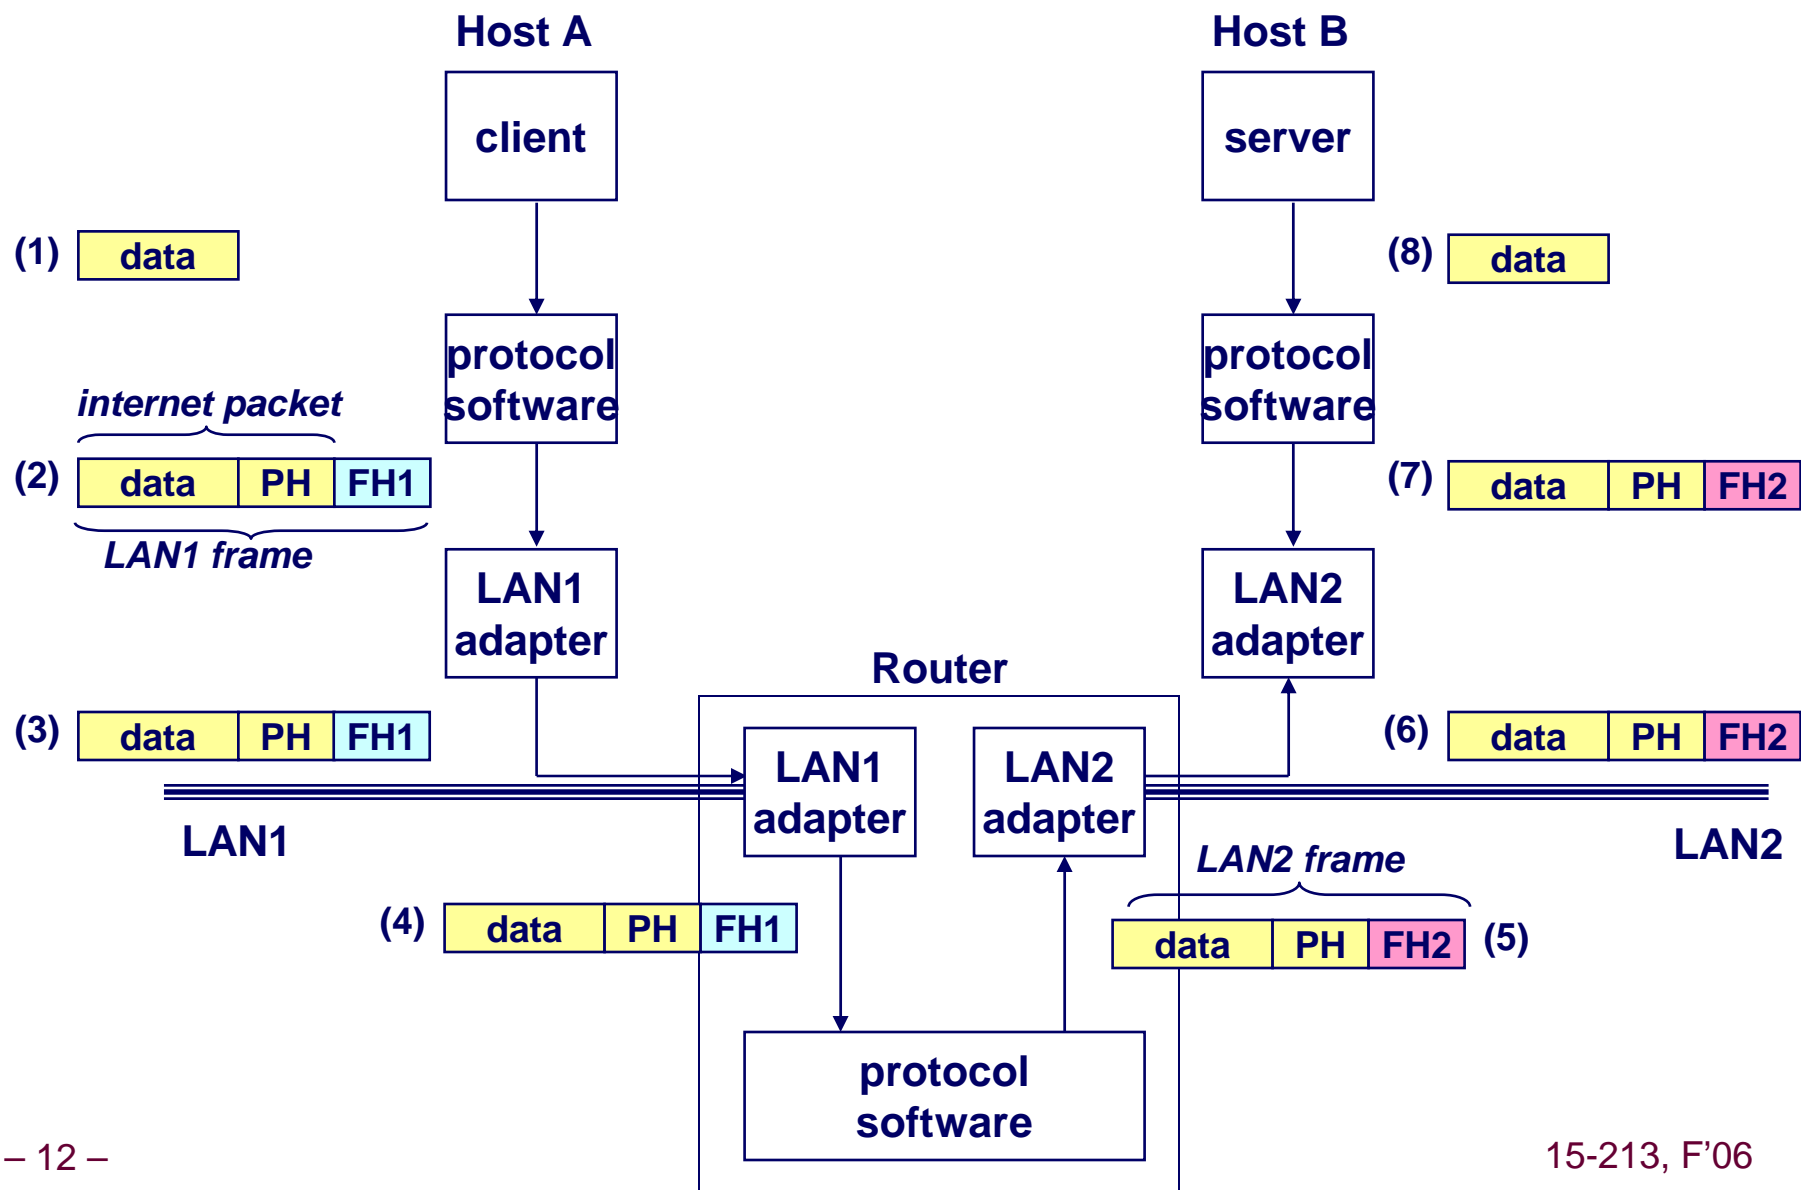 Host A
Host B
client
server
(1) data
(8) data
protocol
software
protocol
software
internet packet
(2) data PH FH1
LAN1 frame
(7) data PH FH2
LAN1
adapter
LAN2
adapter
Router
(3) data PH FH1
(6) data PH FH2
LAN1
adapter
LAN2
adapter
LAN1
LAN2
LAN2 frame
(4) data PH FH1
data PH FH2 (5)
protocol
software
– 12 –
15-213, F’06